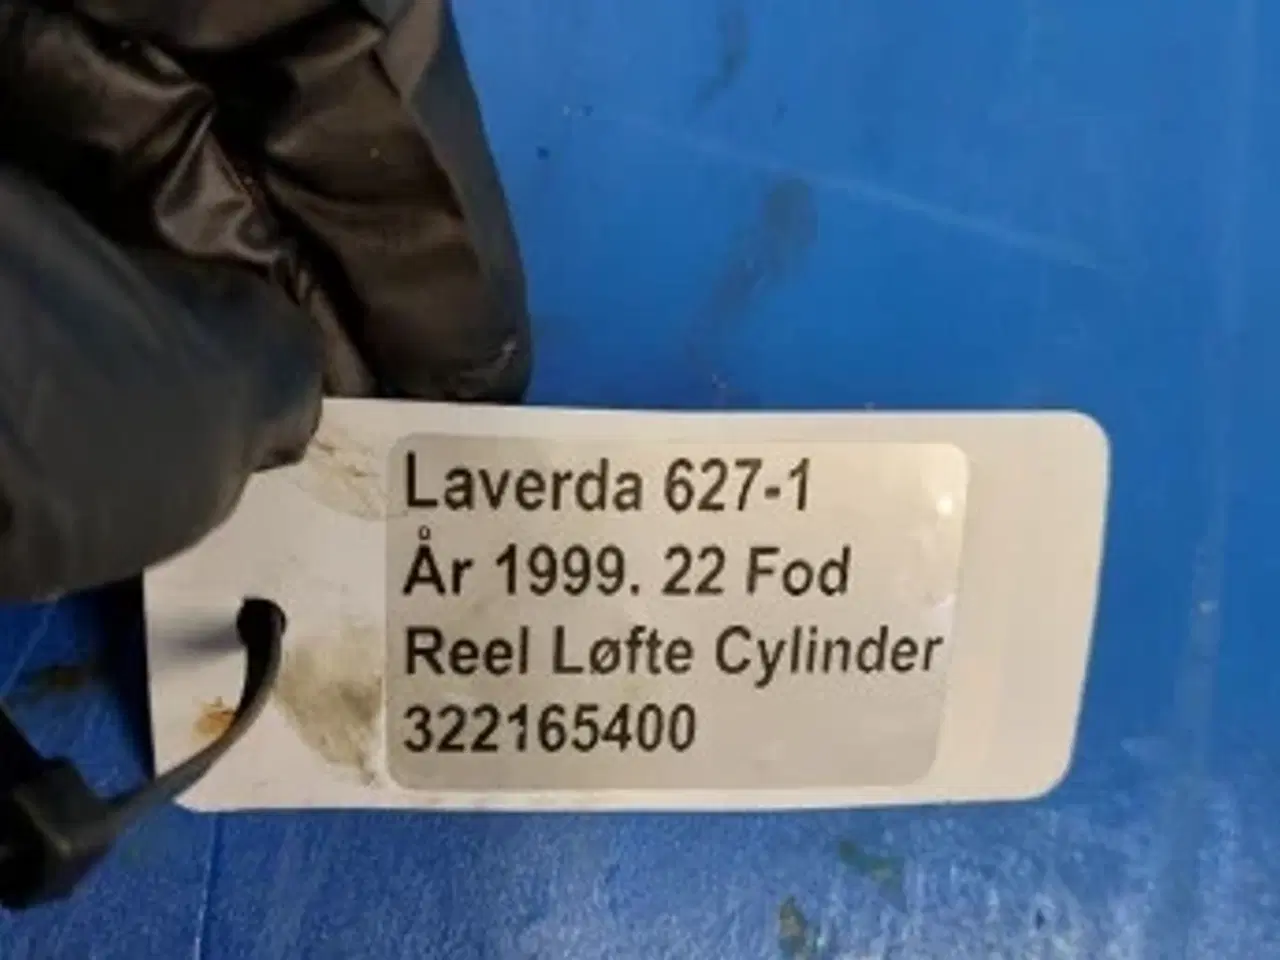 Laverda 627-1
År 1999. 22 Fod
Reel Løfte Cylinder
322165400